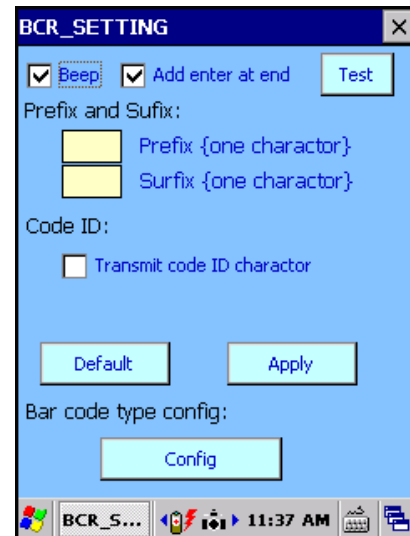 BCR_SETTING
Beep Add enter at end Test
Prefix and Sufix:
Prefix {one charactor}
Surfix {one charactor}
Code ID:
Transmit code ID charactor
Default Apply
Bar code type config:
Config
BCR_S... 11:37 AM